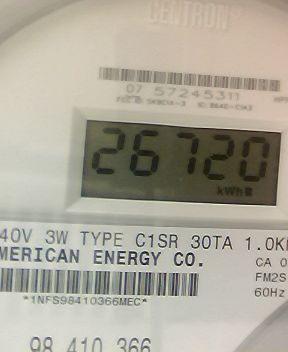 CENTRON
07 57245311
26720
kWh
40V 3W TYPE C1SR 30TA 1.0K
MERICAN ENERGY CO.
CA 0
FM2S
60Hz
*1NFS98410366MEC*
98 410 366